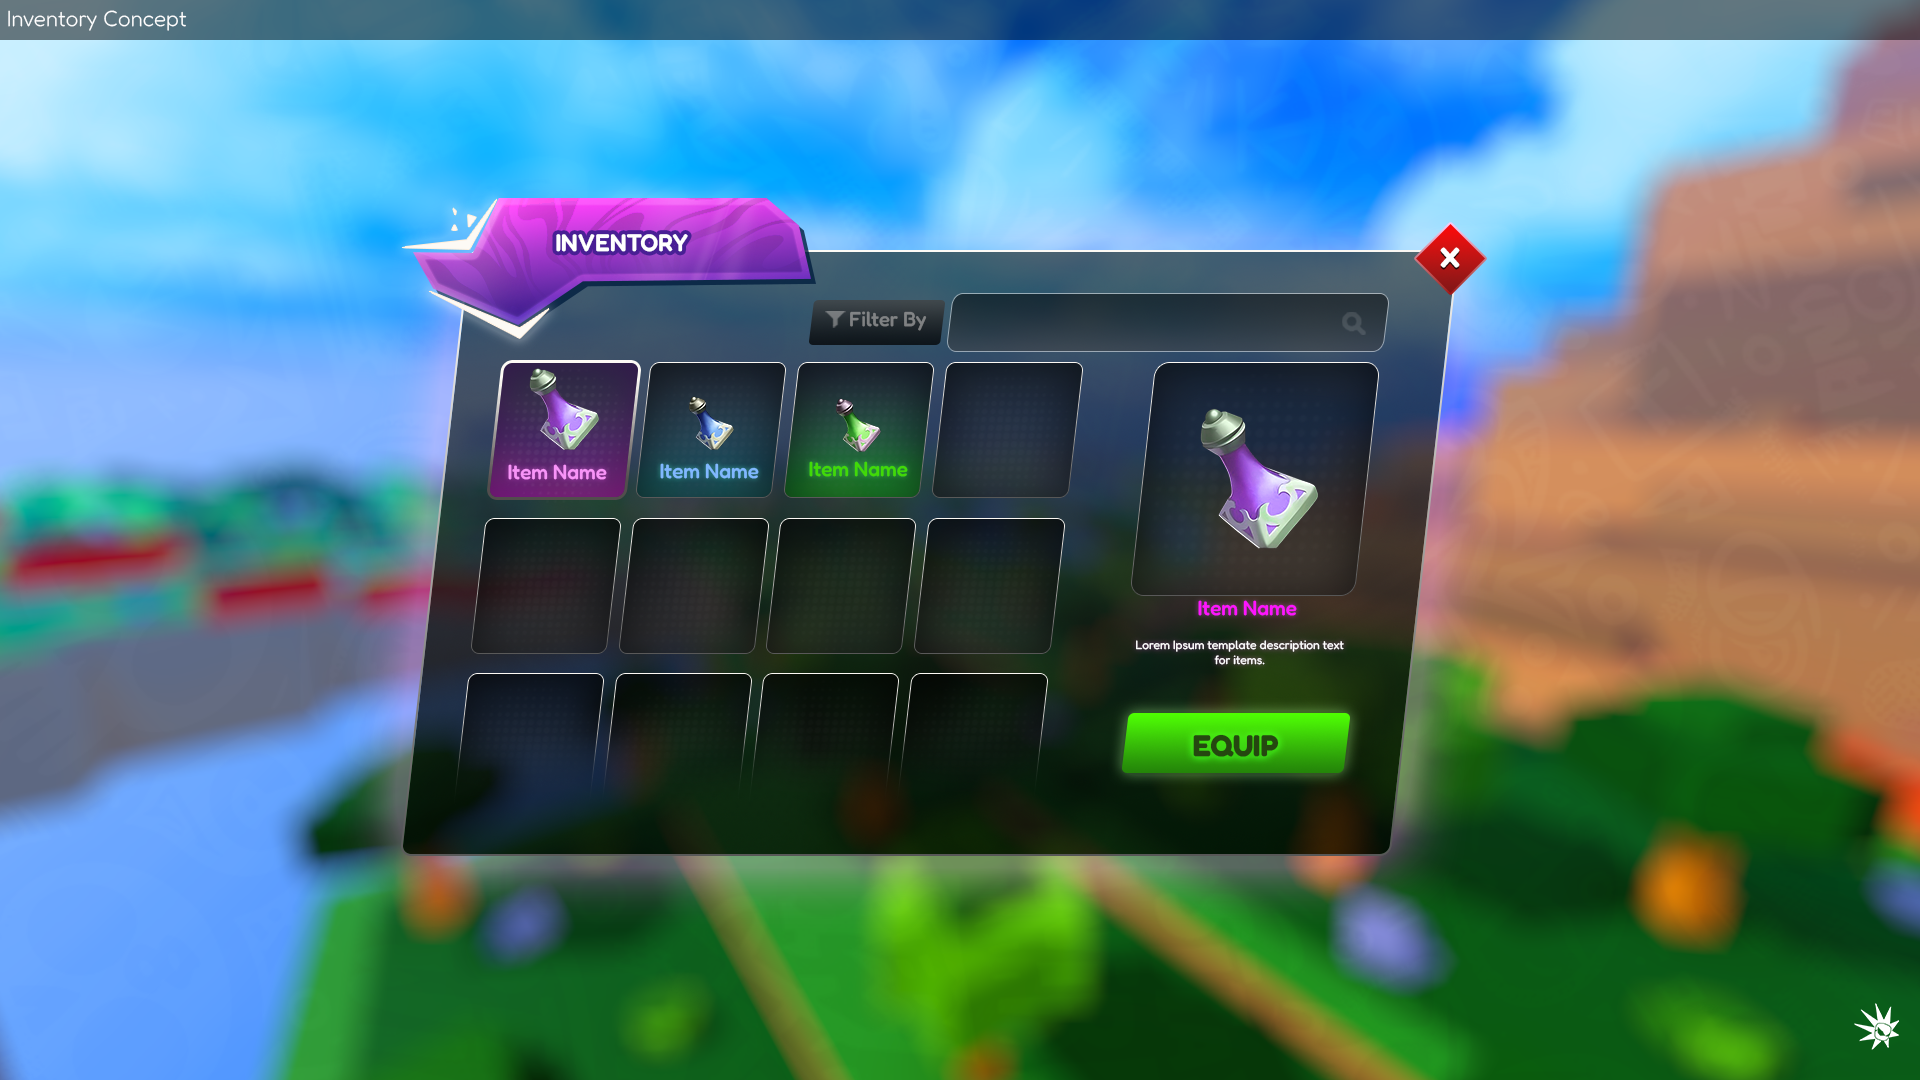 Inventory Concept
INVENTORY
Filter By
Item Name
Item Name
Item Name
Item Name
Lorem Ipsum template description text
for items.
EQUIP